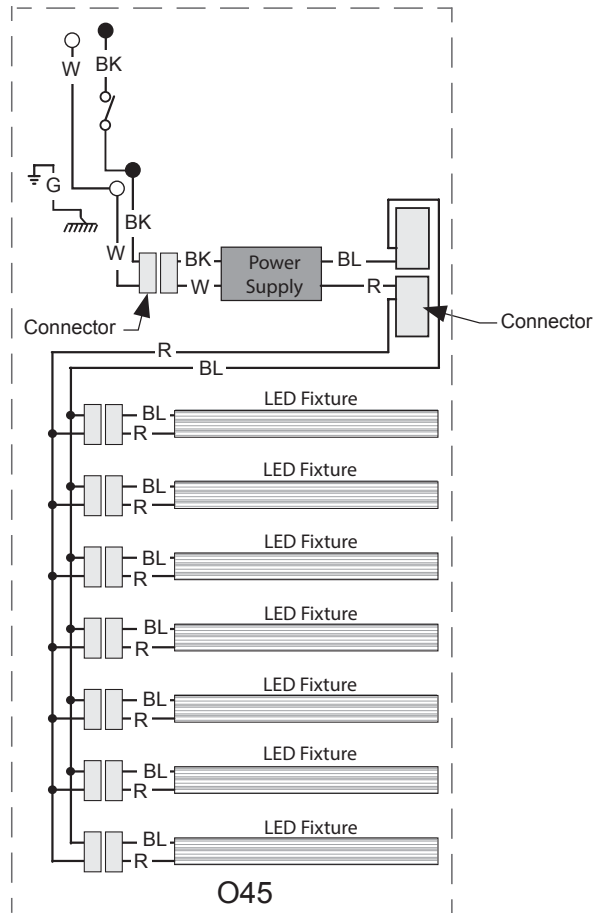 W
BK
G
BK
W
BK
W
Power
Supply
BL
R
Connector
Connector
R
BL
LED Fixture
BL
R
LED Fixture
BL
R
LED Fixture
BL
R
LED Fixture
BL
R
LED Fixture
BL
R
LED Fixture
BL
R
LED Fixture
BL
R
O45